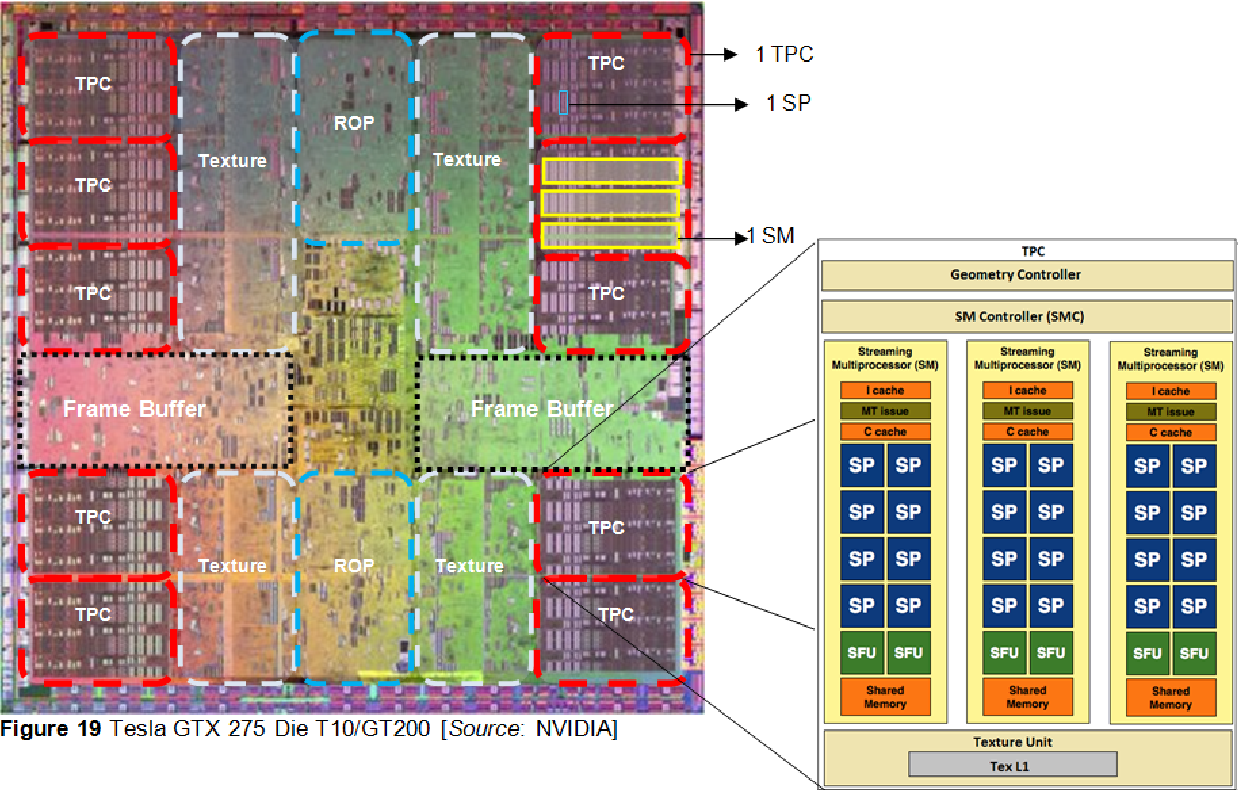 TPC
Texture
ROP
Texture
TPC
1 TPC
1 SP
TPC
1 SM
TPC
TPC
Frame Buffer
Frame Buffer
TPC
Texture
ROP
Texture
TPC
TPC
TPC
Figure 19 Tesla GTX 275 Die T10/GT200 [Source: NVIDIA]
TPC
Geometry Controller
SM Controller (SMC)
Streaming
Multiprocessor (SM)
I cache
MT issue
C cache
SP SP
SP SP
SP SP
SP SP
SFU SFU
Shared
Memory
Streaming
Multiprocessor (SM)
I cache
MT issue
C cache
SP SP
SP SP
SP SP
SP SP
SFU SFU
Shared
Memory
Streaming
Multiprocessor (SM)
I cache
MT issue
C cache
SP SP
SP SP
SP SP
SP SP
SFU SFU
Shared
Memory
Texture Unit
Tex L1